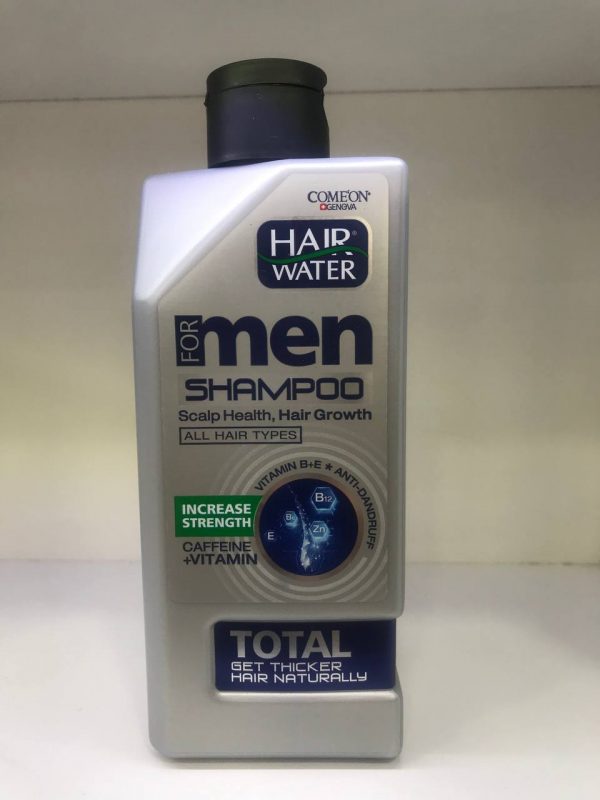 COME'ON
GENOVA
HAIR®
WATER
FOR men
SHAMPOO
Scalp Health, Hair Growth
ALL HAIR TYPES
VITAMIN B+E * ANTI-DANDRUFF
B12
Zn
E
INCREASE
STRENGTH
CAFFEINE
+VITAMIN
TOTAL
GET THICKER
HAIR NATURALLY